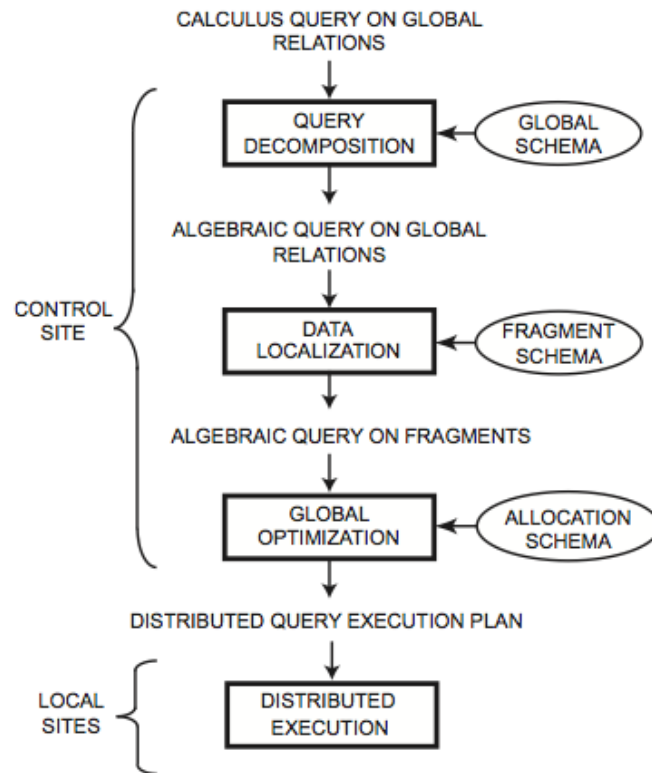 CALCULUS QUERY ON GLOBAL
RELATIONS
QUERY
DECOMPOSITION
GLOBAL
SCHEMA
ALGEBRAIC QUERY ON GLOBAL
RELATIONS
CONTROL
SITE
DATA
LOCALIZATION
FRAGMENT
SCHEMA
ALGEBRAIC QUERY ON FRAGMENTS
GLOBAL
OPTIMIZATION
ALLOCATION
SCHEMA
DISTRIBUTED QUERY EXECUTION PLAN
LOCAL
SITES
DISTRIBUTED
EXECUTION